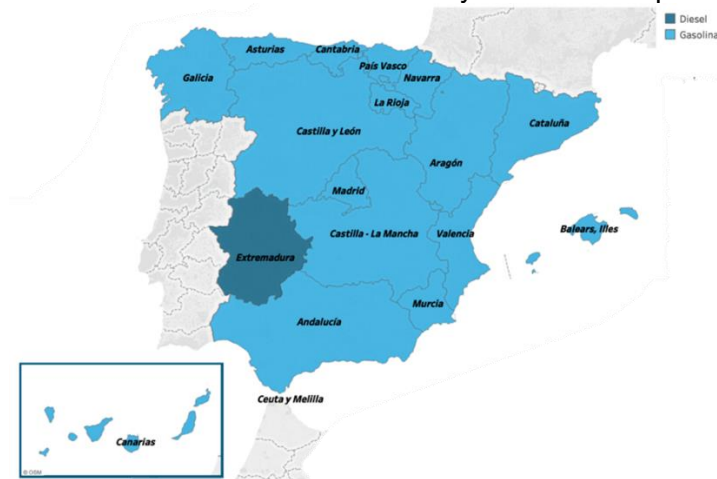 Diesel
Gasolina
Asturias
Cantabria
País Vasco
Navarra
Galicia
La Rioja
Castilla y León
Cataluña
Aragón
Madrid
Castilla - La Mancha
Valencia
Balears, Illes
Extremadura
Murcia
Andalucía
Ceuta y Melilla
Canarias
© OSM